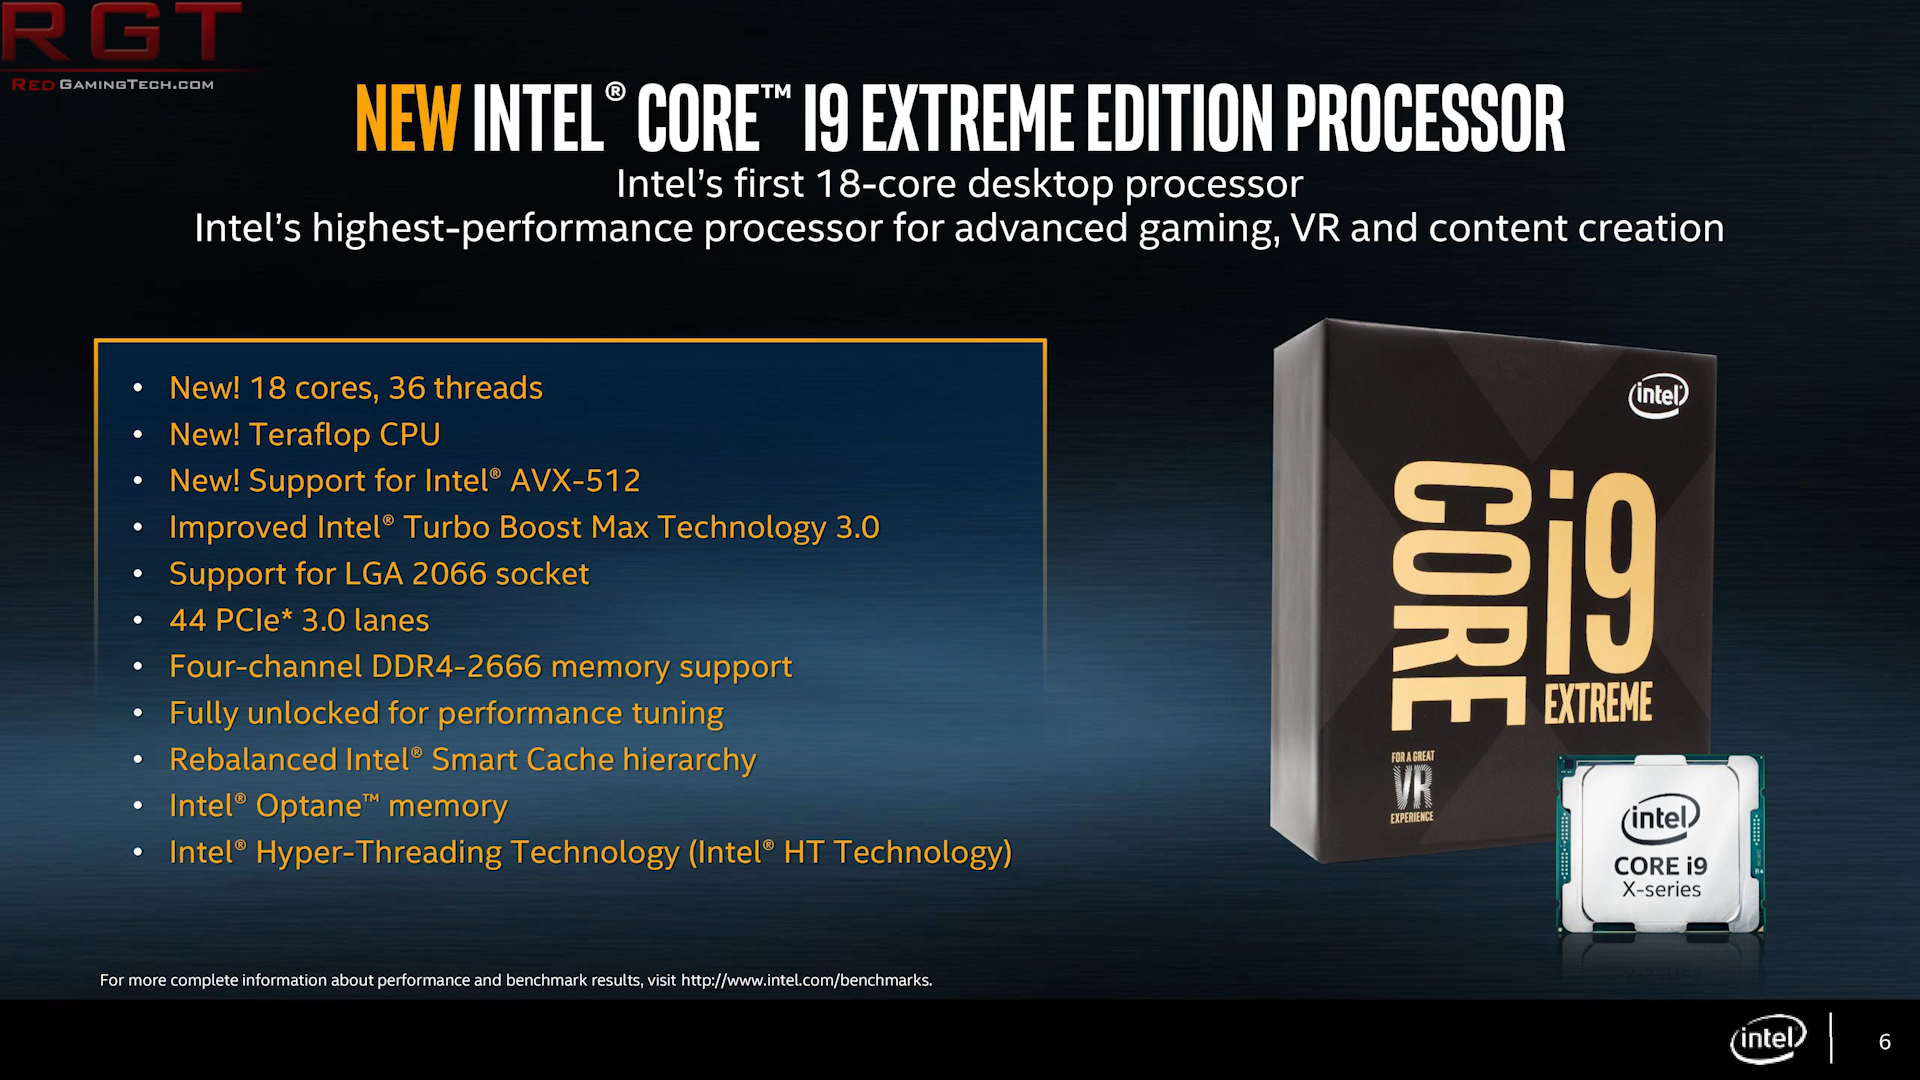 RGT
RED GAMINGTECH.COM
NEW INTEL® CORE™ I9 EXTREME EDITION PROCESSOR
Intel's first 18-core desktop processor
Intel's highest-performance processor for advanced gaming, VR and content creation
• New! 18 cores, 36 threads
• New! Teraflop CPU
• New! Support for Intel® AVX-512
• Improved Intel® Turbo Boost Max Technology 3.0
• Support for LGA 2066 socket
• 44 PCIe* 3.0 lanes
• Four-channel DDR4-2666 memory support
• Fully unlocked for performance tuning
• Rebalanced Intel® Smart Cache hierarchy
• Intel® Optane™ memory
• Intel® Hyper-Threading Technology (Intel® HT Technology)
intel
CORE i9
EXTREME
FOR A GREAT
VR
EXPERIENCE
intel
CORE i9
X-series
For more complete information about performance and benchmark results, visit http://www.intel.com/benchmarks.
intel
6